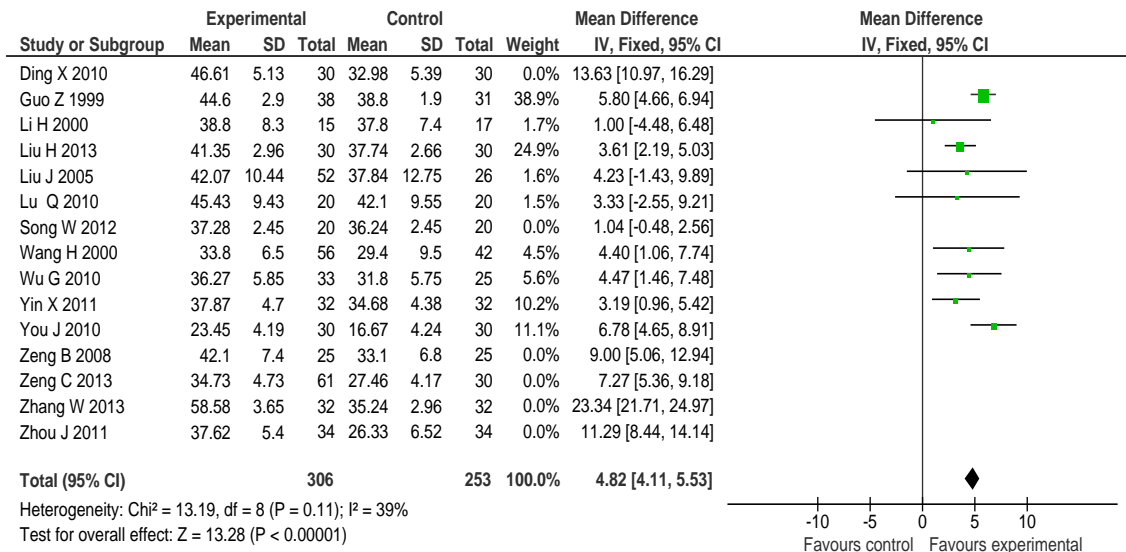 Experimental Control Mean Difference Mean Difference
Study or Subgroup Mean SD Total Mean SD Total Weight IV, Fixed, 95% CI IV, Fixed, 95% CI
Ding X 2010 46.61 5.13 30 32.98 5.39 30 0.0% 13.63 [10.97, 16.29]
Guo Z 1999 44.6 2.9 38 38.8 1.9 31 38.9% 5.80 [4.66, 6.94]
Li H 2000 38.8 8.3 15 37.8 7.4 17 1.7% 1.00 [-4.48, 6.48]
Liu H 2013 41.35 2.96 30 37.74 2.66 30 24.9% 3.61 [2.19, 5.03]
Liu J 2005 42.07 10.44 52 37.84 12.75 26 1.6% 4.23 [-1.43, 9.89]
Lu Q 2010 45.43 9.43 20 42.1 9.55 20 1.5% 3.33 [-2.55, 9.21]
Song W 2012 37.28 2.45 20 36.24 2.45 20 0.0% 1.04 [-0.48, 2.56]
Wang H 2000 33.8 6.5 56 29.4 9.5 42 4.5% 4.40 [1.06, 7.74]
Wu G 2010 36.27 5.85 33 31.8 5.75 25 5.6% 4.47 [1.46, 7.48]
Yin X 2011 37.87 4.7 32 34.68 4.38 32 10.2% 3.19 [0.96, 5.42]
You J 2010 23.45 4.19 30 16.67 4.24 30 11.1% 6.78 [4.65, 8.91]
Zeng B 2008 42.1 7.4 25 33.1 6.8 25 0.0% 9.00 [5.06, 12.94]
Zeng C 2013 34.73 4.73 61 27.46 4.17 30 0.0% 7.27 [5.36, 9.18]
Zhang W 2013 58.58 3.65 32 35.24 2.96 32 0.0% 23.34 [21.71, 24.97]
Zhou J 2011 37.62 5.4 34 26.33 6.52 34 0.0% 11.29 [8.44, 14.14]
Total (95% CI) 306 253 100.0% 4.82 [4.11, 5.53]
Heterogeneity: Chi² = 13.19, df = 8 (P = 0.11); I² = 39%
Test for overall effect: Z = 13.28 (P < 0.00001)
-10 -5 0 5 10
Favours control Favours experimental